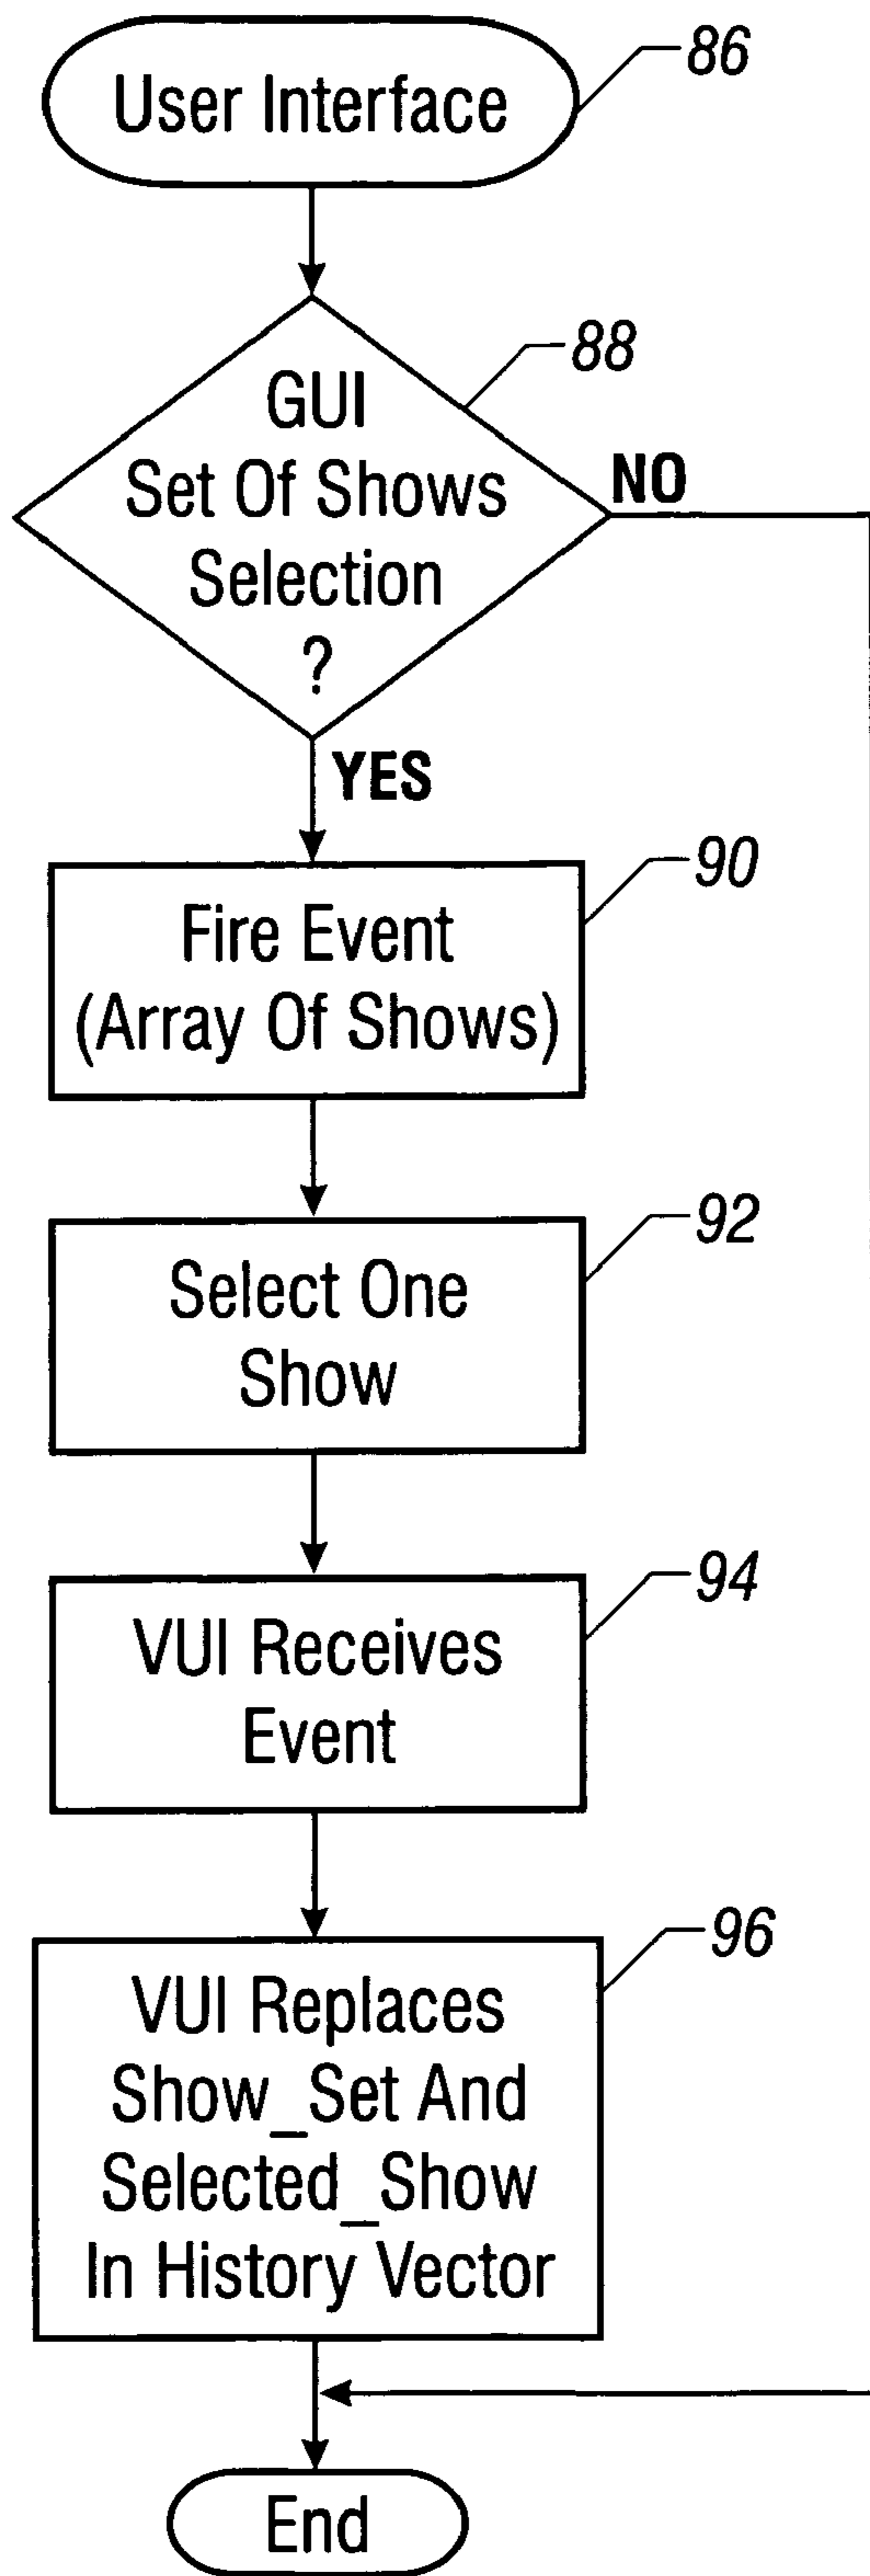 User Interface
86
GUI
Set Of Shows
Selection
?
88
NO
YES
Fire Event
(Array Of Shows)
90
Select One
Show
92
VUI Receives
Event
94
VUI Replaces
Show_Set And
Selected_Show
In History Vector
96
End